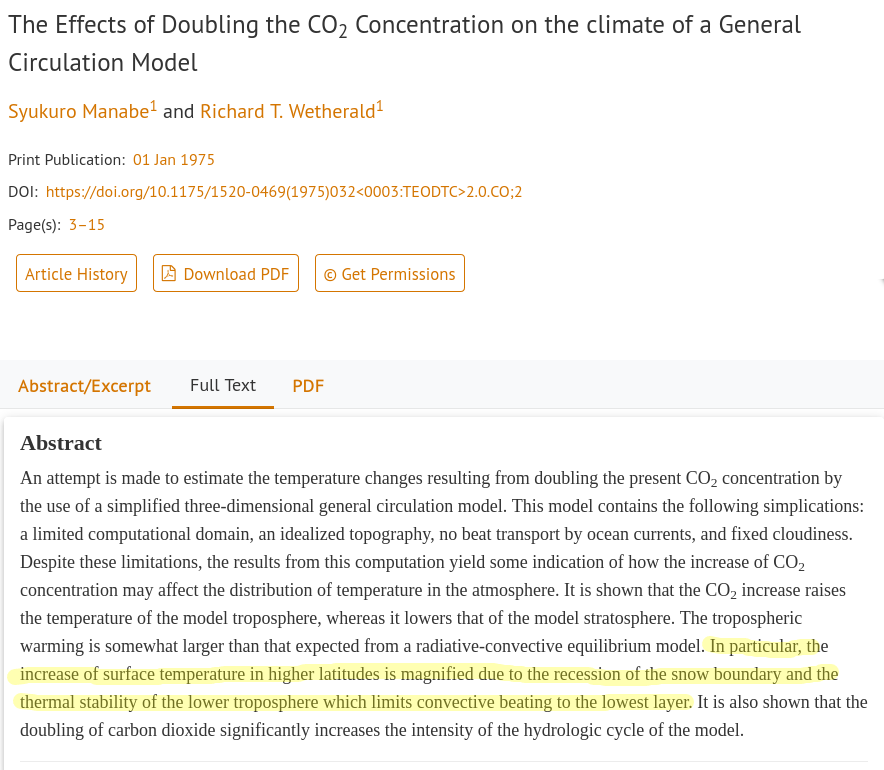 The Effects of Doubling the CO2 Concentration on the climate of a General
Circulation Model
Syukuro Manabe1 and Richard T. Wetherald1
Print Publication: 01 Jan 1975
DOI: https://doi.org/10.1175/1520-0469(1975)032<0003:TEODTC>2.0.CO;2
Page(s): 3–15
Article History Download PDF © Get Permissions
Abstract/Excerpt Full Text PDF
Abstract
An attempt is made to estimate the temperature changes resulting from doubling the present CO2 concentration by
the use of a simplified three-dimensional general circulation model. This model contains the following simplications:
a limited computational domain, an idealized topography, no beat transport by ocean currents, and fixed cloudiness.
Despite these limitations, the results from this computation yield some indication of how the increase of CO2
concentration may affect the distribution of temperature in the atmosphere. It is shown that the CO2 increase raises
the temperature of the model troposphere, whereas it lowers that of the model stratosphere. The tropospheric
warming is somewhat larger than that expected from a radiative-convective equilibrium model. In particular, the
increase of surface temperature in higher latitudes is magnified due to the recession of the snow boundary and the
thermal stability of the lower troposphere which limits convective beating to the lowest layer. It is also shown that the
doubling of carbon dioxide significantly increases the intensity of the hydrologic cycle of the model.